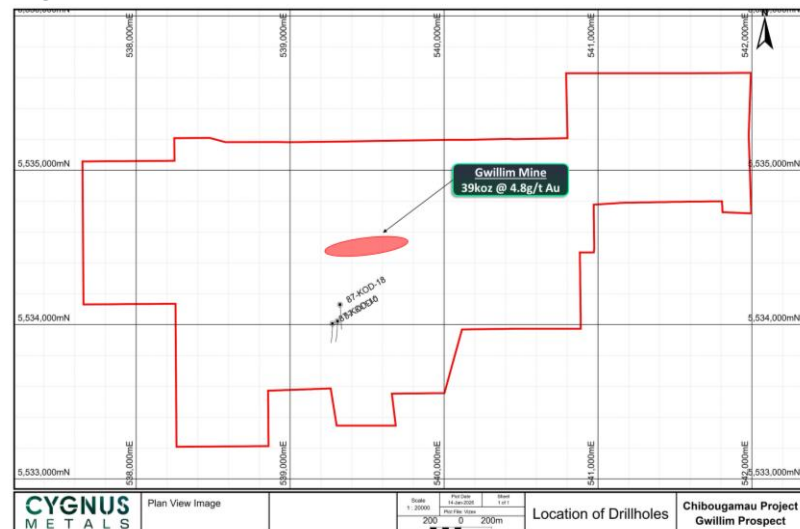 538,000mE
539,000mE
540,000mE
541,000mE
542,000mE
N
5,535,000mN
5,535,000mN
Gwillim Mine
39koz @ 4.8g/t Au
87-KOD-18
5,534,000mN
5,534,000mN
5,533,000mN
5,533,000mN
538,000mE
539,000mE
540,000mE
541,000mE
542,000mE
CYGNUS
METALS
Plan View Image
Scale
1: 20000
Plot Date
Sheet
1 of 1
200 0 200m
Location of Drillholes
Chibougamau Project
Gwillim Prospect